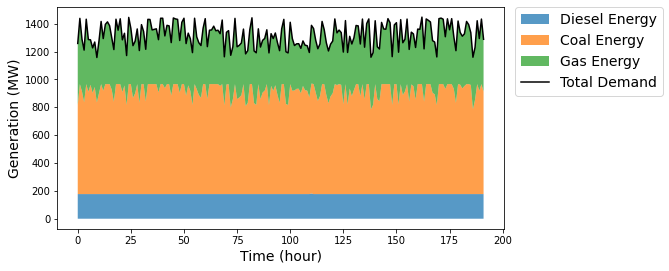 1400
1200
1000
800
600
400
200
0
Generation (MW)
0 25 50 75 100 125 150 175 200
Time (hour)
Diesel Energy
Coal Energy
Gas Energy
Total Demand